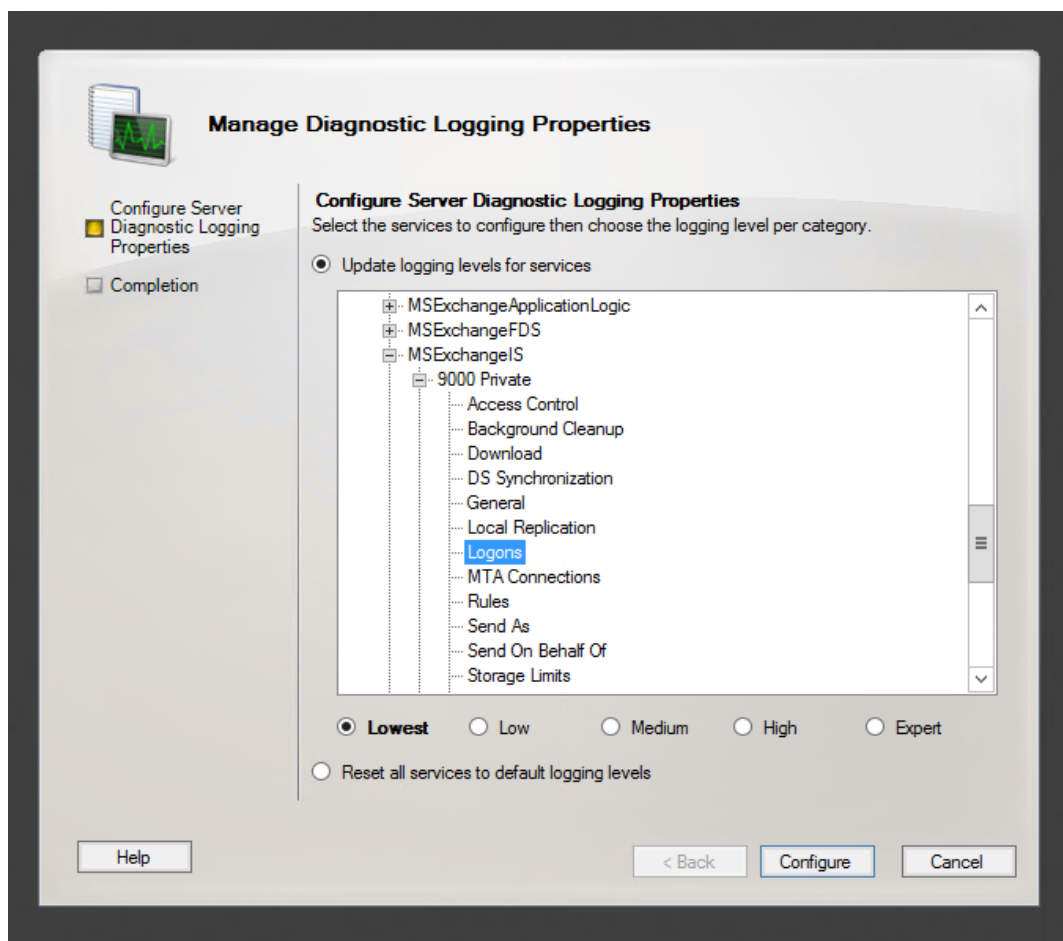 Manage Diagnostic Logging Properties
Configure Server
Diagnostic Logging
Properties
Completion
Configure Server Diagnostic Logging Properties
Select the services to configure then choose the logging level per category.
Update logging levels for services
MSExchangeApplicationLogic
MSExchangeFDS
MSExchangeIS
9000 Private
Access Control
Background Cleanup
Download
DS Synchronization
General
Local Replication
Logons
MTA Connections
Rules
Send As
Send On Behalf Of
Storage Limits
Lowest Low Medium High Expert
Reset all services to default logging levels
Help < Back Configure Cancel